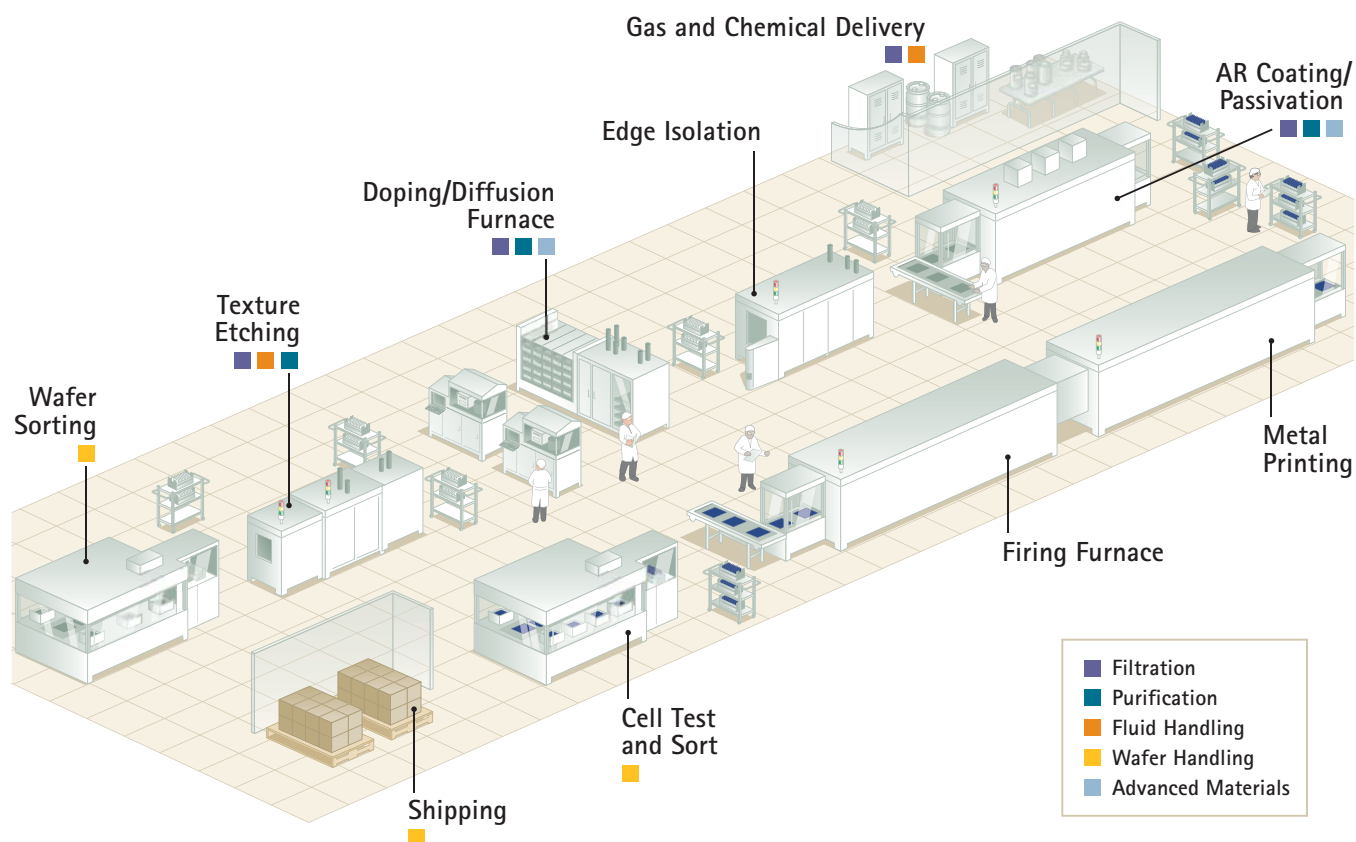 Gas and Chemical Delivery
AR Coating/
Passivation
Edge Isolation
Doping/Diffusion
Furnace
Texture
Etching
Wafer
Sorting
Metal
Printing
Firing Furnace
Cell Test
and Sort
Shipping
Filtration
Purification
Fluid Handling
Wafer Handling
Advanced Materials